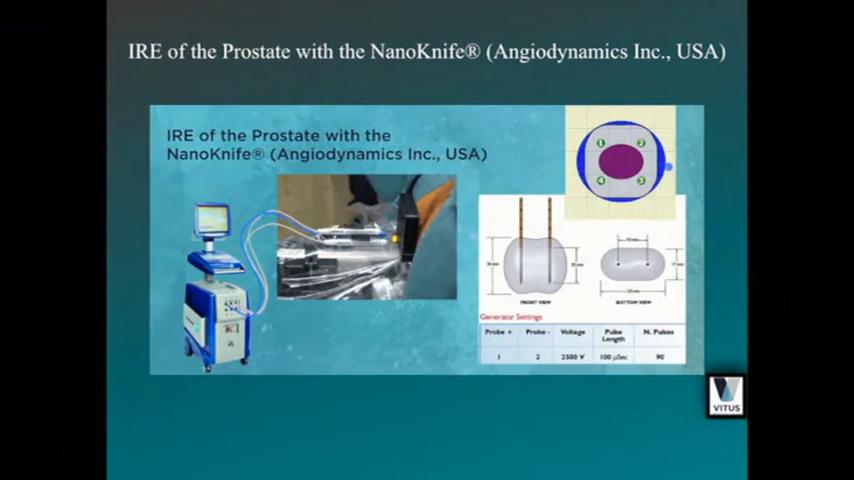 IRE of the Prostate with the NanoKnife® (Angiodynamics Inc., USA)
IRE of the Prostate with the
NanoKnife® (Angiodynamics Inc., USA)
1 2
4 3
FRONT VIEW BOTTOM VIEW
Generator Settings
Probe + Probe - Voltage Pulse Length N. Pulses
1 2 2500 V 100 µSec 90
VITUS